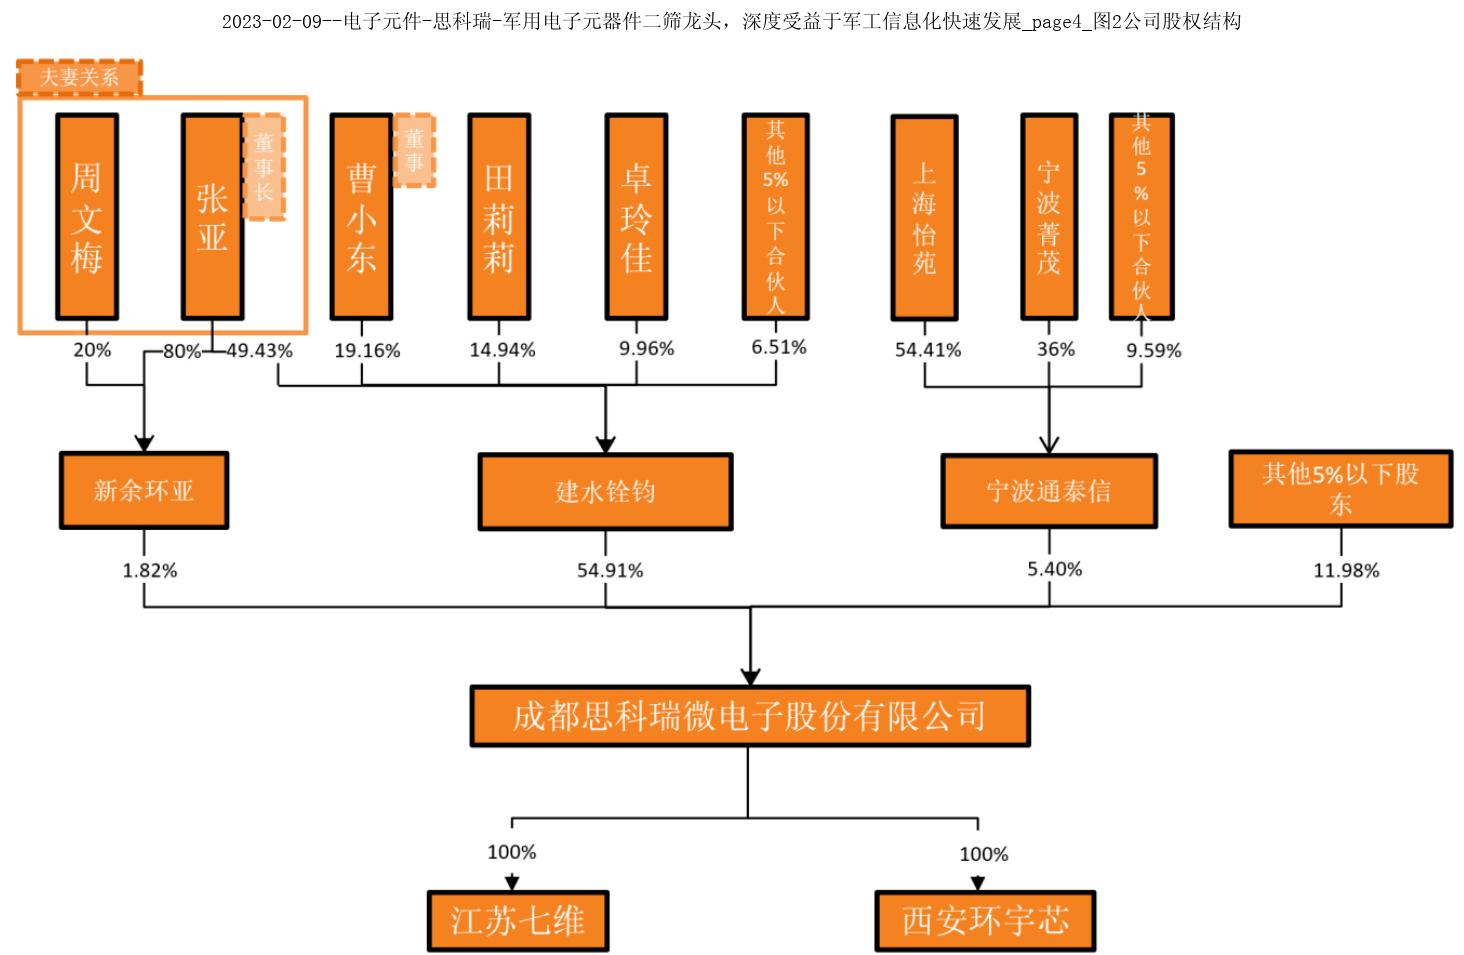 2023-02-09--电子元件-思科瑞-军用电子元器件二筛龙头，深度受益于军工信息化快速发展_page4_图2公司股权结构
夫妻关系
周文梅
张亚
董事长
曹小东
董事
田莉莉
卓玲佳
其他5%以下合伙人
上海怡苑
宁波菁茂
其他5%以下合伙人
20%
80%
49.43%
19.16%
14.94%
9.96%
6.51%
54.41%
36%
9.59%
新余环亚
建水铨钧
宁波通泰信
其他5%以下股
东
1.82%
54.91%
5.40%
11.98%
成都思科瑞微电子股份有限公司
100%
100%
江苏七维
西安环宇芯